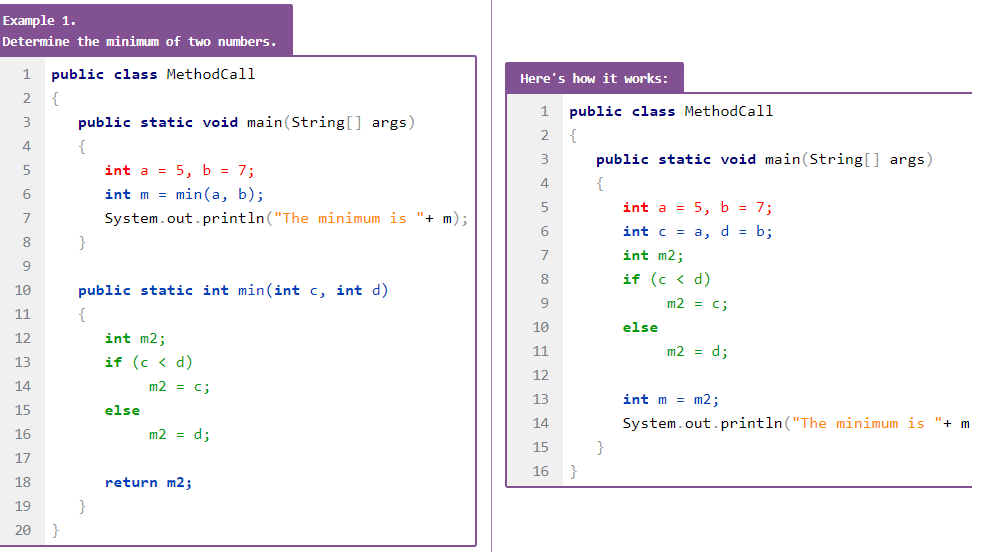 Example 1.
Determine the minimum of two numbers.
1 public class MethodCall
2 {
3 public static void main(String[] args)
4 {
5 int a = 5, b = 7;
6 int m = min(a, b);
7 System.out.println("The minimum is "+ m);
8 }
9
10 public static int min(int c, int d)
11 {
12 int m2;
13 if (c < d)
14 m2 = c;
15 else
16 m2 = d;
17
18 return m2;
19 }
20 }
Here's how it works:
1 public class MethodCall
2 {
3 public static void main(String[] args)
4 {
5 int a = 5, b = 7;
6 int c = a, d = b;
7 int m2;
8 if (c < d)
9 m2 = c;
10 else
11 m2 = d;
12
13 int m = m2;
14 System.out.println("The minimum is "+ m
15 }
16 }